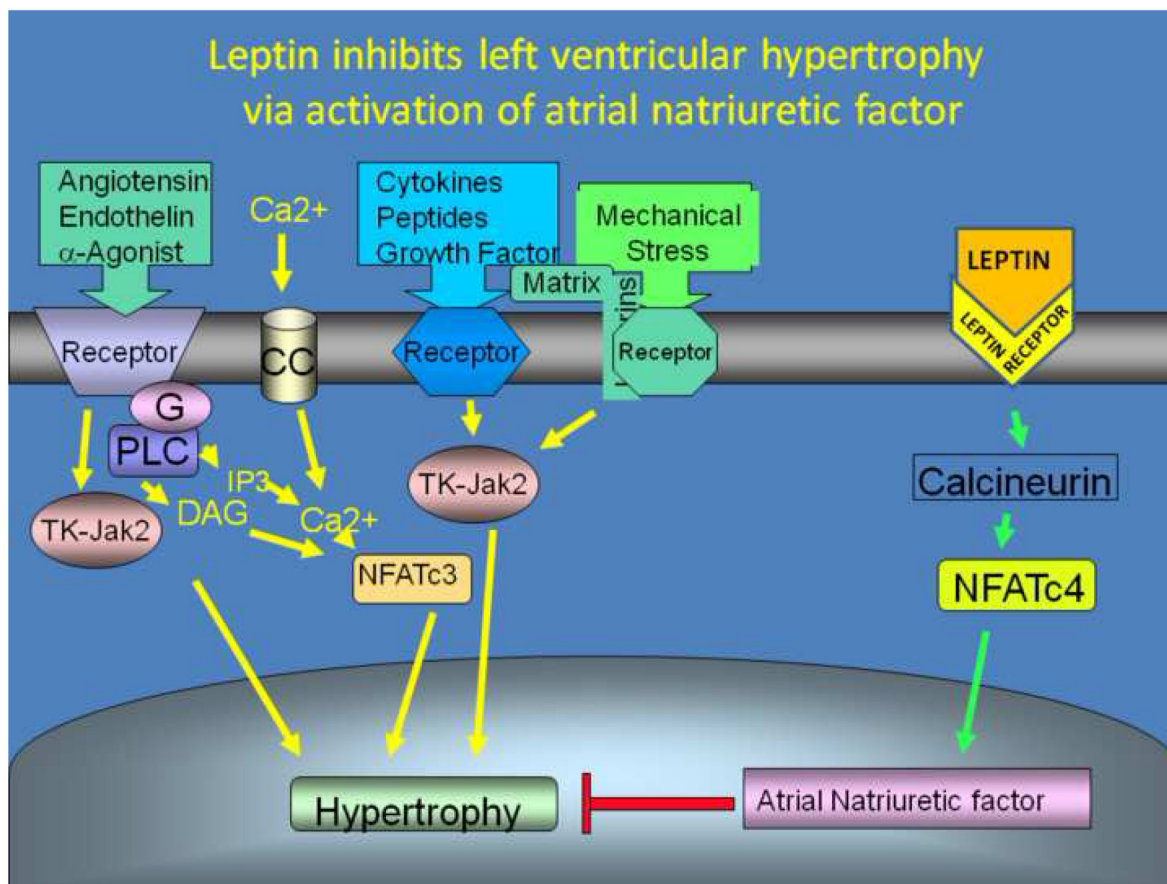 Leptin inhibits left ventricular hypertrophy
via activation of atrial natriuretic factor
Angiotensin
Endothelin
α-Agonist
Ca2+
Cytokines
Peptides
Growth Factor
Mechanical
Stress
Matrix
LEPTIN
LEPTIN RECEPTOR
Receptor
CC
Receptor
Receptor
G
PLC
IP3
DAG
Ca2+
TK-Jak2
TK-Jak2
NFATc3
Calcineurin
NFATc4
Hypertrophy
Atrial Natriuretic factor